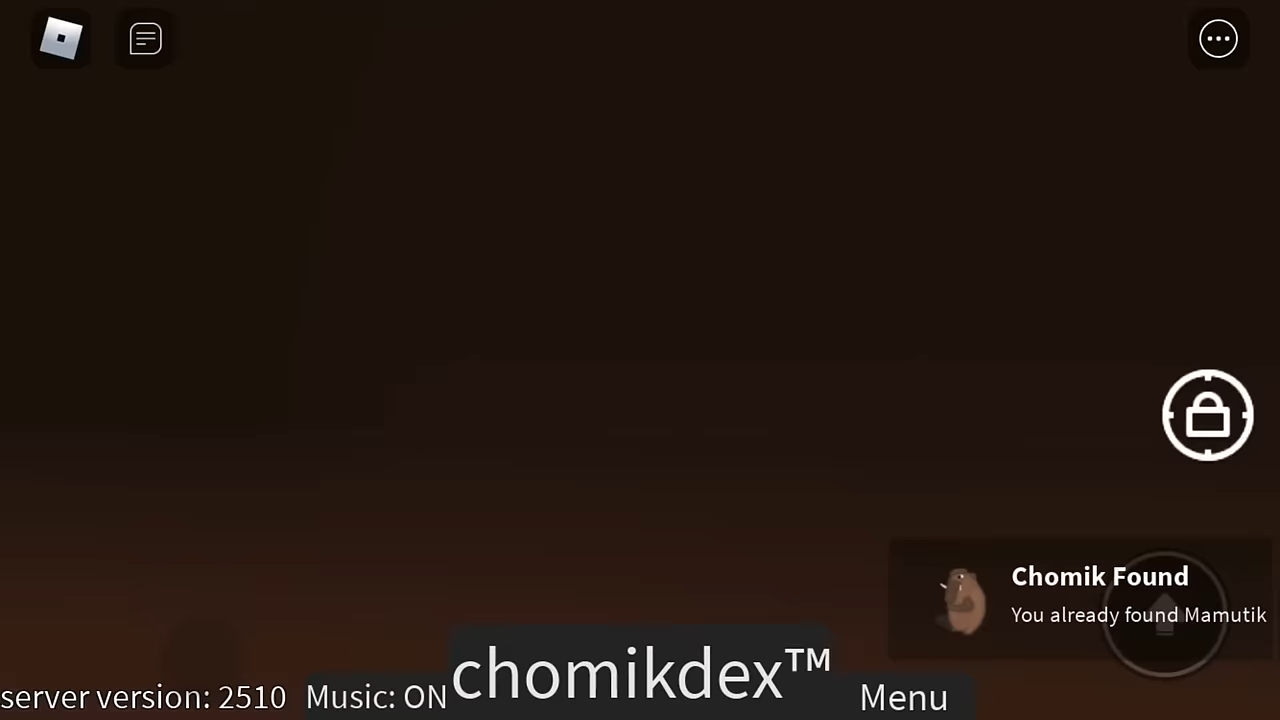 Chomik Found
You already found Mamutik
chomikdex™
server version: 2510
Music: ON
Menu